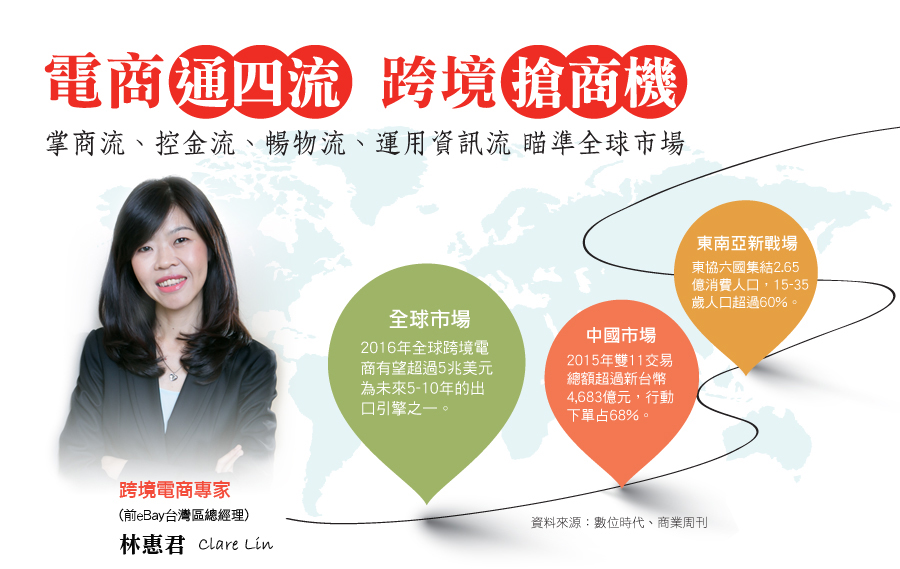 電商通四流 跨境搶商機
掌商流、控金流、暢物流、運用資訊流 瞄準全球市場
東南亞新戰場
東協六國集結2.65
億消費人口，15-35
歲人口超過60%。
全球市場
2016年全球跨境電
商有望超過5兆美元
為未來5-10年的出
口引擎之一。
中國市場
2015年雙11交易
總額超過新台幣
4,683億元，行動
下單占68%。
跨境電商專家
(前eBay台灣區總經理)
林惠君 Clare Lin
資料來源：數位時代、商業周刊